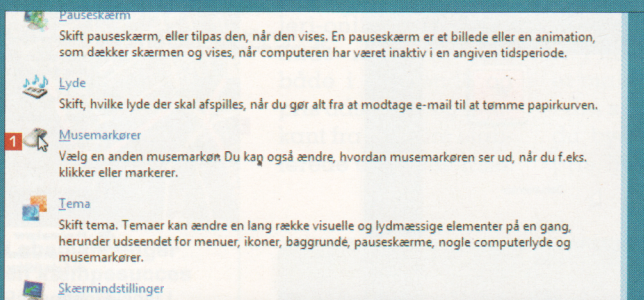 Pauseskærm
Skift pauseskærm, eller tilpas den, når den vises. En pauseskærm er et billede eller en animation,
som dækker skærmen og vises, når computeren har været inaktiv i en angiven tidsperiode.
Lyde
Skift, hvilke lyde der skal afspilles, når du gør alt fra at modtage e-mail til at tømme papirkurven.
1
Musemarkører
Vælg en anden musemarkør. Du kan også ændre, hvordan musemarkøren ser ud, når du f.eks.
klikker eller markerer.
Tema
Skift tema. Temaer kan ændre en lang række visuelle og lydmæssige elementer på en gang,
herunder udseendet for menuer, ikoner, baggrunde, pauseskærme, nogle computerlyde og
musemarkører.
Skærmindstillinger